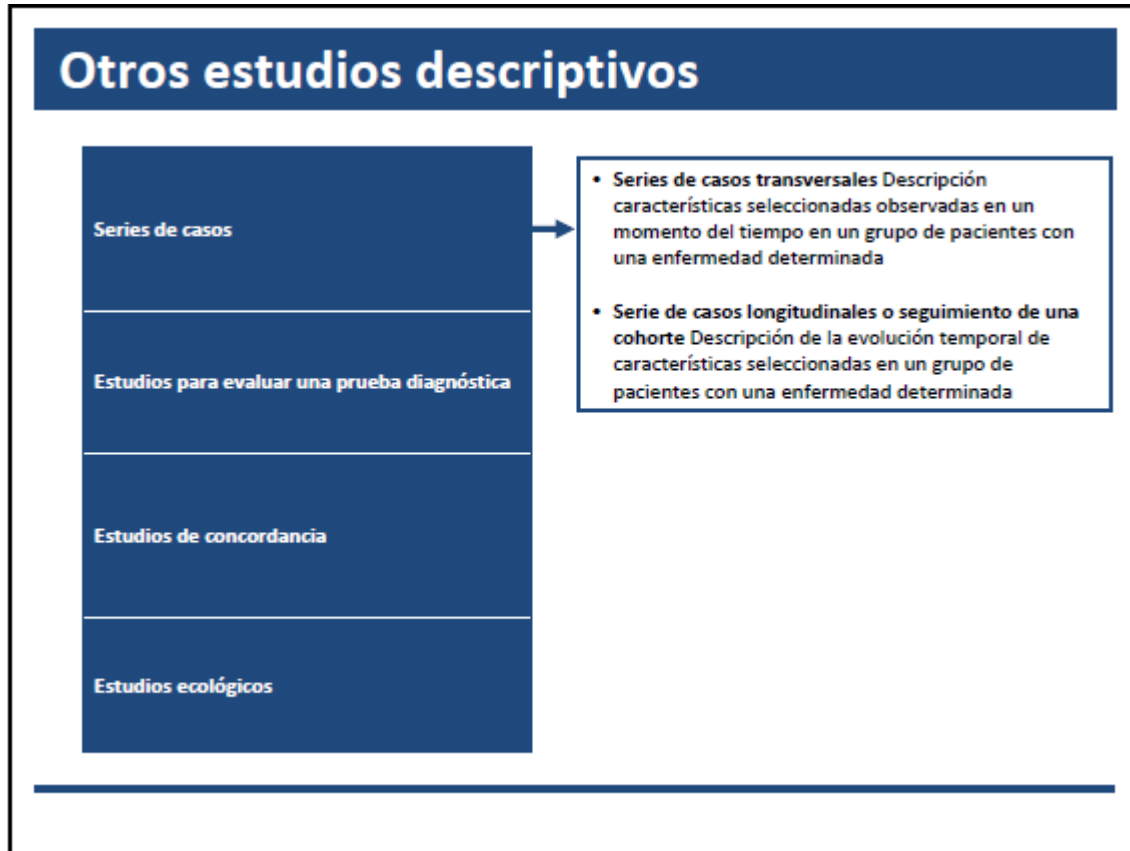 Otros estudios descriptivos
Series de casos
• Series de casos transversales Descripción
características seleccionadas observadas en un
momento del tiempo en un grupo de pacientes con
una enfermedad determinada
• Serie de casos longitudinales o seguimiento de una
cohorte Descripción de la evolución temporal de
características seleccionadas en un grupo de
pacientes con una enfermedad determinada
Estudios para evaluar una prueba diagnóstica
Estudios de concordancia
Estudios ecológicos